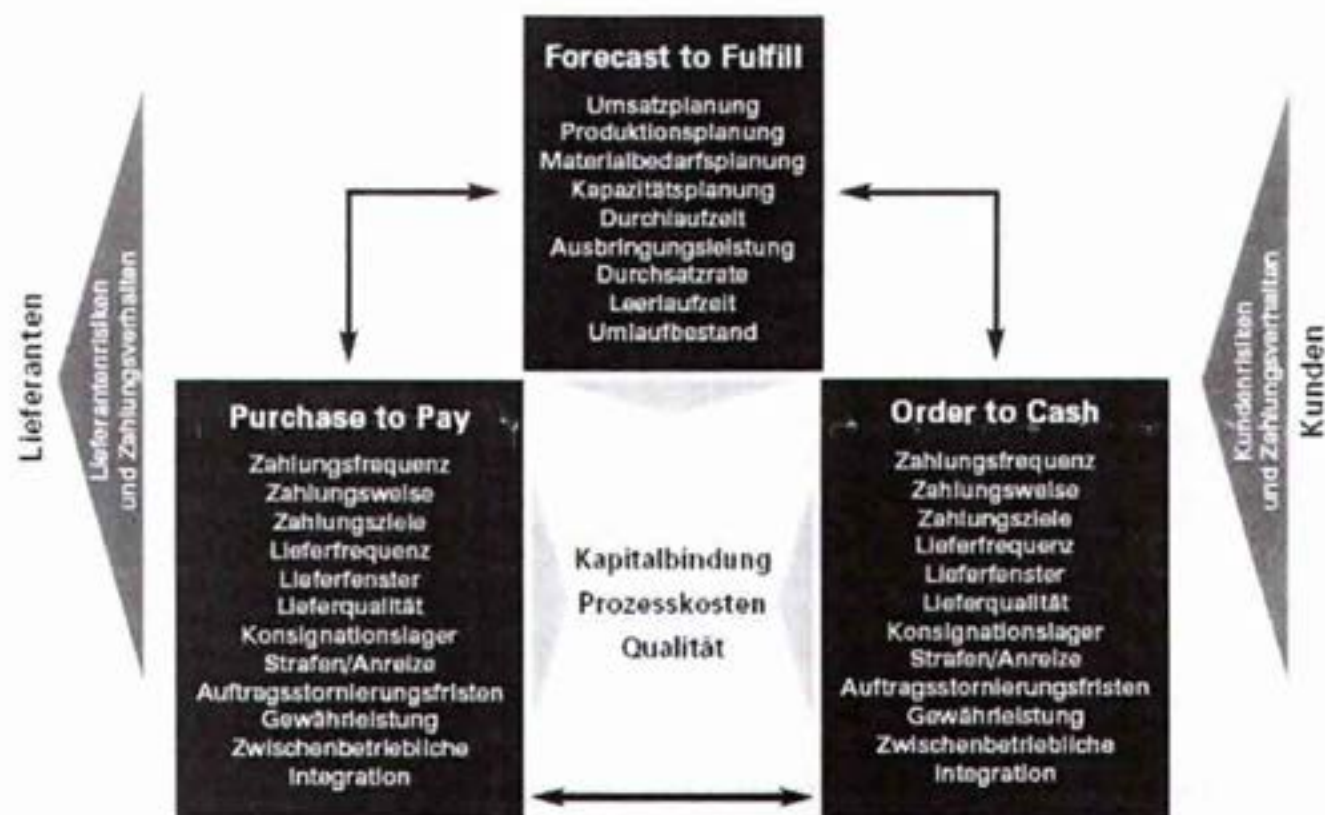 Forecast to Fulfill
Umsatzplanung
Produktionsplanung
Materialbedarfsplanung
Kapazitätsplanung
Durchlaufzeit
Ausbringungsleistung
Durchsatzrate
Leerlaufzeit
Umlaufbestand
Lieferanten
Lieferantenrisiken
und Zahlungsverhalten
Purchase to Pay
Zahlungsfrequenz
Zahlungsweise
Zahlungsziele
Lieferfrequenz
Lieferfenster
Lieferqualität
Konsignationslager
Strafen/Anreize
Auftragsstornierungsfristen
Gewährleistung
Zwischenbetriebliche
Integration
Kapitalbindung
Prozesskosten
Qualität
Order to Cash
Zahlungsfrequenz
Zahlungsweise
Zahlungsziele
Lieferfrequenz
Lieferfenster
Lieferqualität
Konsignationslager
Strafen/Anreize
Auftragsstornierungsfristen
Gewährleistung
Zwischenbetriebliche
Integration
Kundenrisiken
und Zahlungsverhalten
Kunden